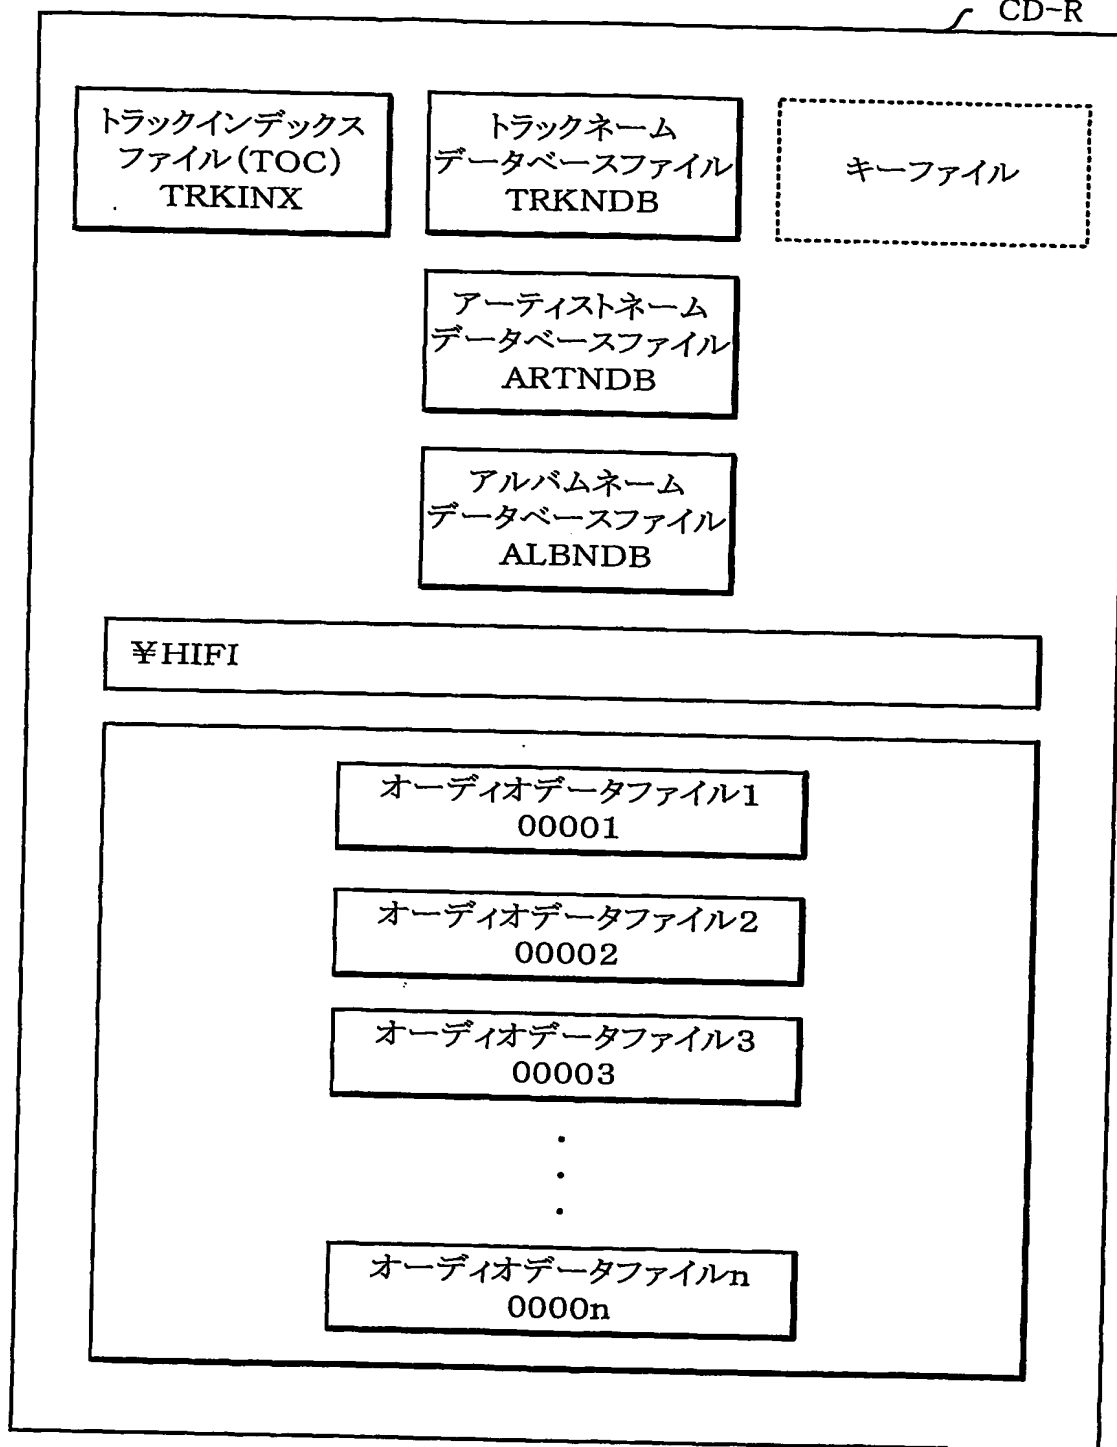 CD-R
トラックインデックス
ファイル(TOC)
TRKINX
トラックネーム
データベースファイル
TRKNDB
キーファイル
アーティストネーム
データベースファイル
ARTNDB
アルバムネーム
データベースファイル
ALBNDB
¥HIFI
オーディオデータファイル1
00001
オーディオデータファイル2
00002
オーディオデータファイル3
00003
オーディオデータファイルn
0000n